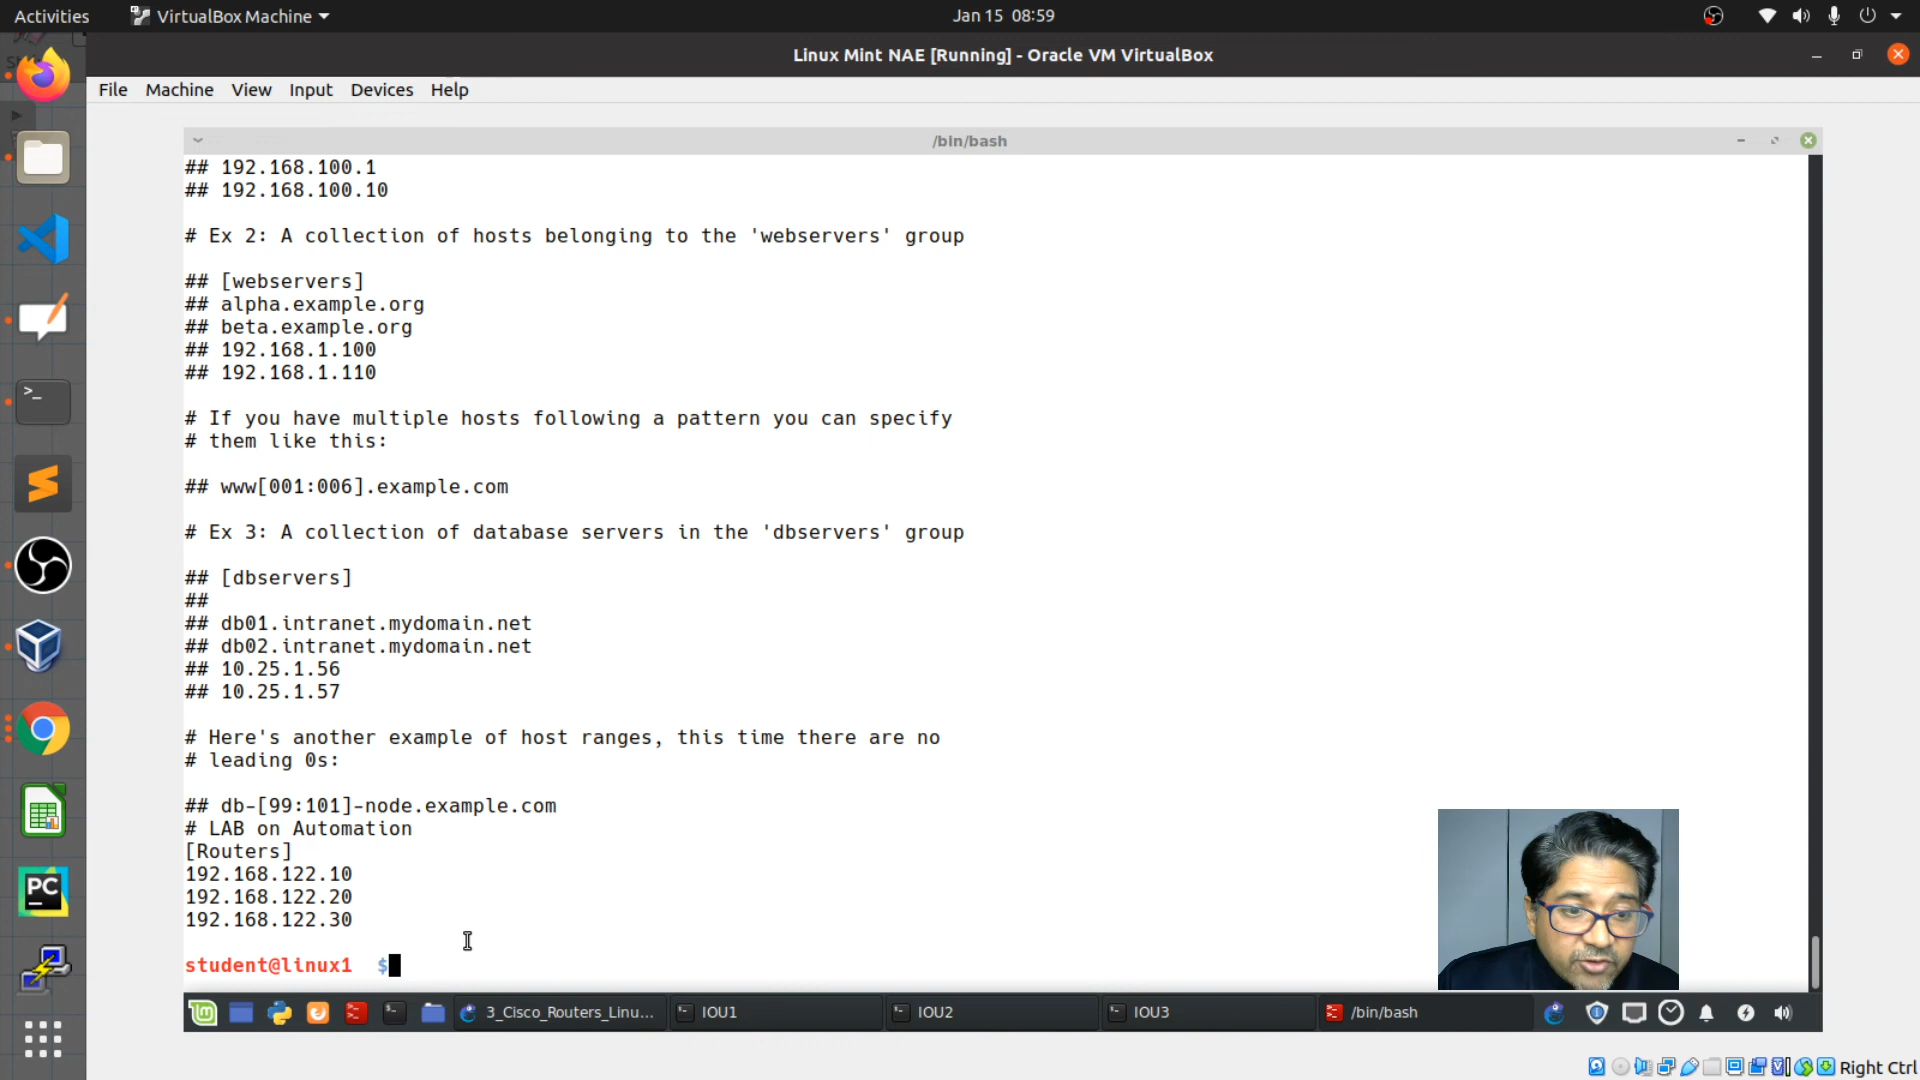 Activities
VirtualBox Machine
Jan 15 08:59
Linux Mint NAE [Running] - Oracle VM VirtualBox
File Machine View Input Devices Help
/bin/bash
## 192.168.100.1
## 192.168.100.10
# Ex 2: A collection of hosts belonging to the 'webservers' group
## [webservers]
## alpha.example.org
## beta.example.org
## 192.168.1.100
## 192.168.1.110
# If you have multiple hosts following a pattern you can specify
# them like this:
## www[001:006].example.com
# Ex 3: A collection of database servers in the 'dbservers' group
## [dbservers]
##
## db01.intranet.mydomain.net
## db02.intranet.mydomain.net
## 10.25.1.56
## 10.25.1.57
# Here's another example of host ranges, this time there are no
# leading 0s:
## db-[99:101]-node.example.com
# LAB on Automation
[Routers]
192.168.122.10
192.168.122.20
192.168.122.30
student@linux1 $
3_Cisco_Routers_Linu... IOU1 IOU2 IOU3 /bin/bash
Right Ctrl
PC